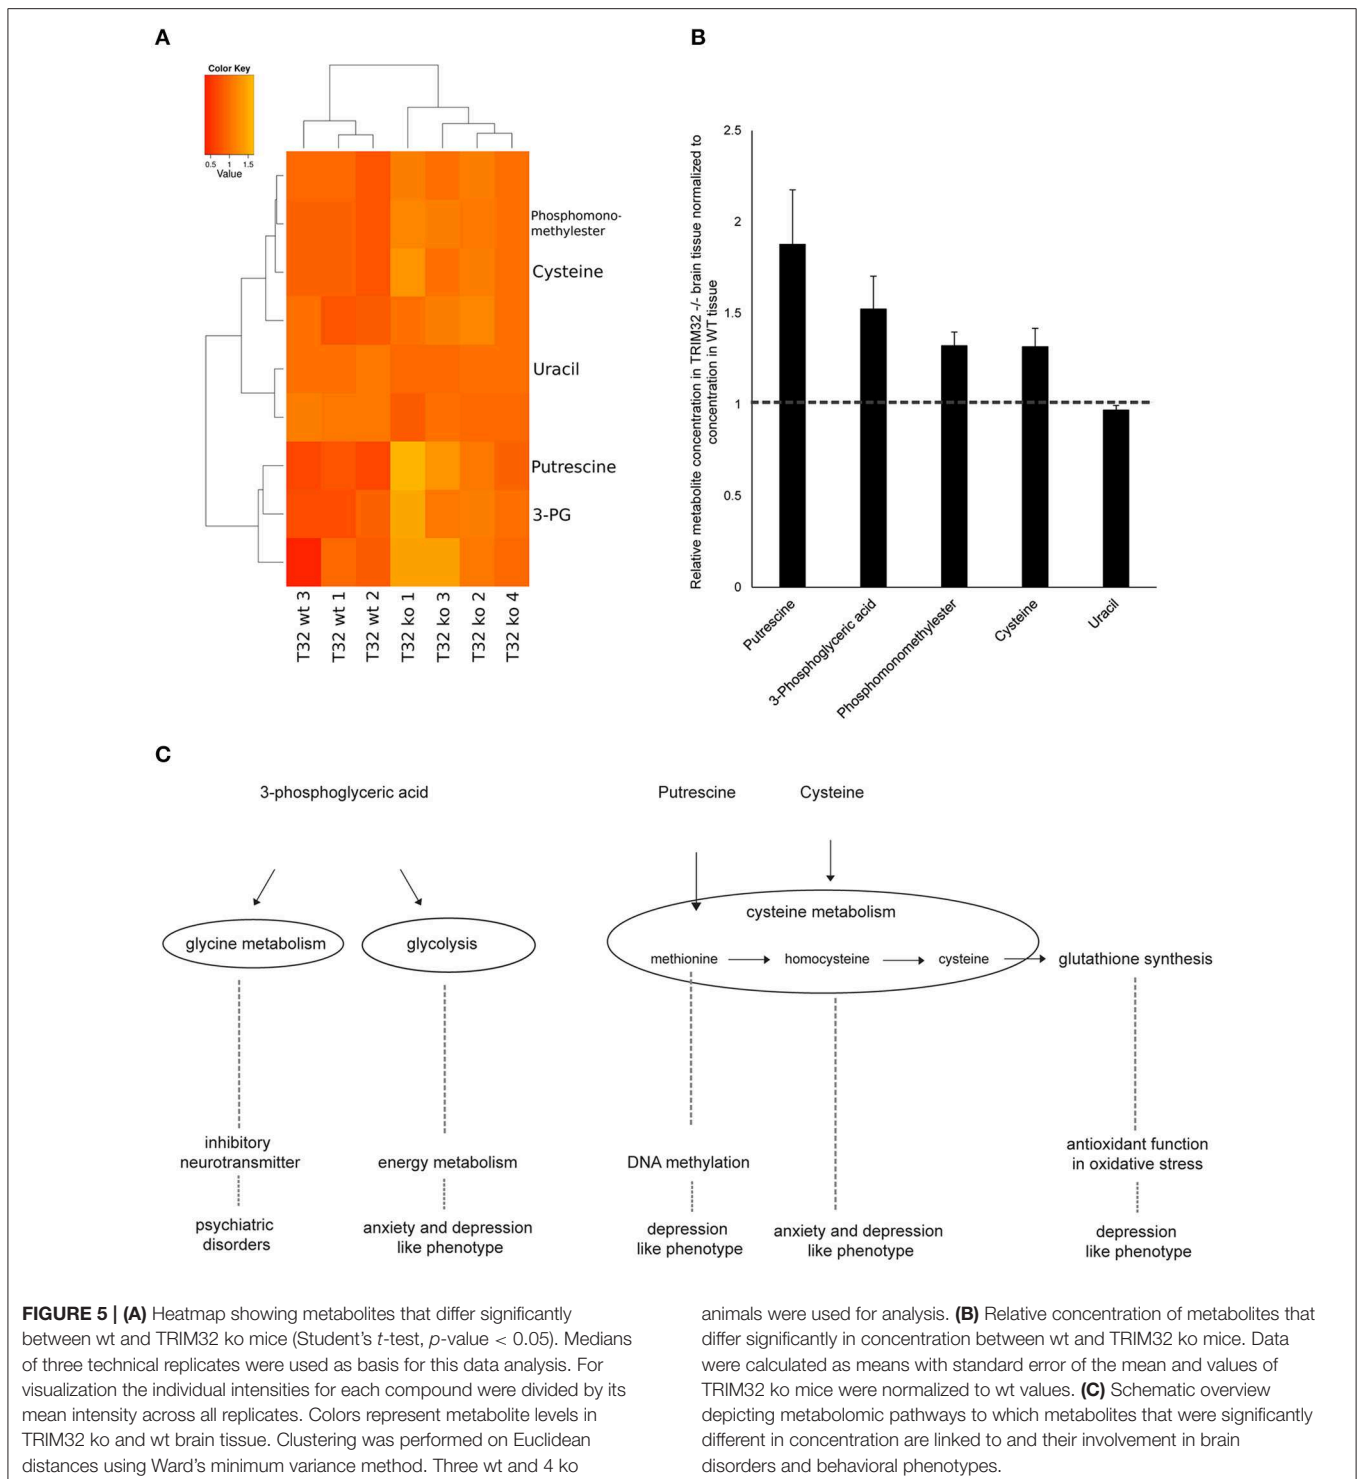 A
Color Key
0.5 1 1.5
Value
Phosphomono-
methylester
Cysteine
Uracil
Putrescine
3-PG
T32 wt 3
T32 wt 1
T32 wt 2
T32 ko 1
T32 ko 3
T32 ko 2
T32 ko 4
B
Relative metabolite concentration in TRIM32 -/- brain tissue normalized to
concentration in WT tissue
2.5
2
1.5
1
0.5
0
Putrescine
3-Phosphoglyceric acid
Phosphomonomethylester
Cysteine
Uracil
C
3-phosphoglyceric acid
Putrescine
Cysteine
glycine metabolism
glycolysis
cysteine metabolism
methionine
homocysteine
cysteine
glutathione synthesis
inhibitory
neurotransmitter
energy metabolism
DNA methylation
antioxidant function
in oxidative stress
psychiatric
disorders
anxiety and depression
like phenotype
depression
like phenotype
anxiety and depression
like phenotype
depression
like phenotype
FIGURE 5 | (A) Heatmap showing metabolites that differ significantly
between wt and TRIM32 ko mice (Student's t-test, p-value < 0.05). Medians
of three technical replicates were used as basis for this data analysis. For
visualization the individual intensities for each compound were divided by its
mean intensity across all replicates. Colors represent metabolite levels in
TRIM32 ko and wt brain tissue. Clustering was performed on Euclidean
distances using Ward's minimum variance method. Three wt and 4 ko
animals were used for analysis. (B) Relative concentration of metabolites that
differ significantly in concentration between wt and TRIM32 ko mice. Data
were calculated as means with standard error of the mean and values of
TRIM32 ko mice were normalized to wt values. (C) Schematic overview
depicting metabolomic pathways to which metabolites that were significantly
different in concentration are linked to and their involvement in brain
disorders and behavioral phenotypes.